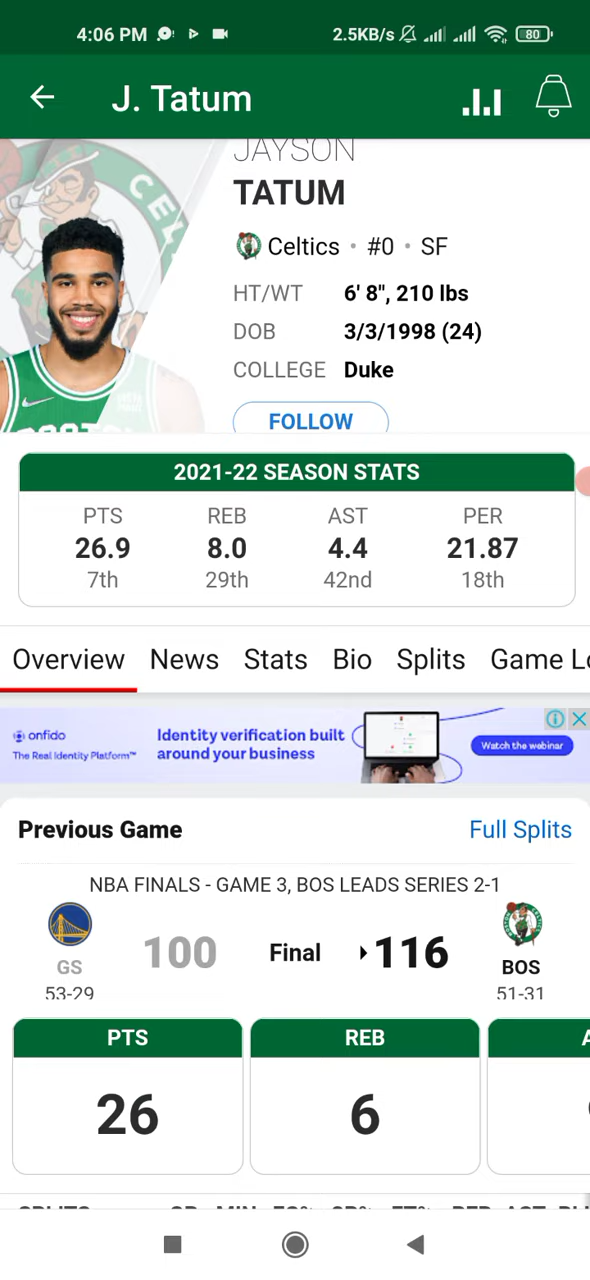 4:06 PM 2.5KB/s 80
J. Tatum
JAYSON
TATUM
Celtics • #0 • SF
HT/WT 6' 8", 210 lbs
DOB 3/3/1998 (24)
COLLEGE Duke
FOLLOW
2021-22 SEASON STATS
PTS REB AST PER
26.9 8.0 4.4 21.87
7th 29th 42nd 18th
Overview News Stats Bio Splits Game Lo
onfido
The Real Identity Platform™
Identity verification built
around your business
Watch the webinar
Previous Game Full Splits
NBA FINALS - GAME 3, BOS LEADS SERIES 2-1
100 Final 116
GS BOS
53-29 51-31
PTS REB
26 6